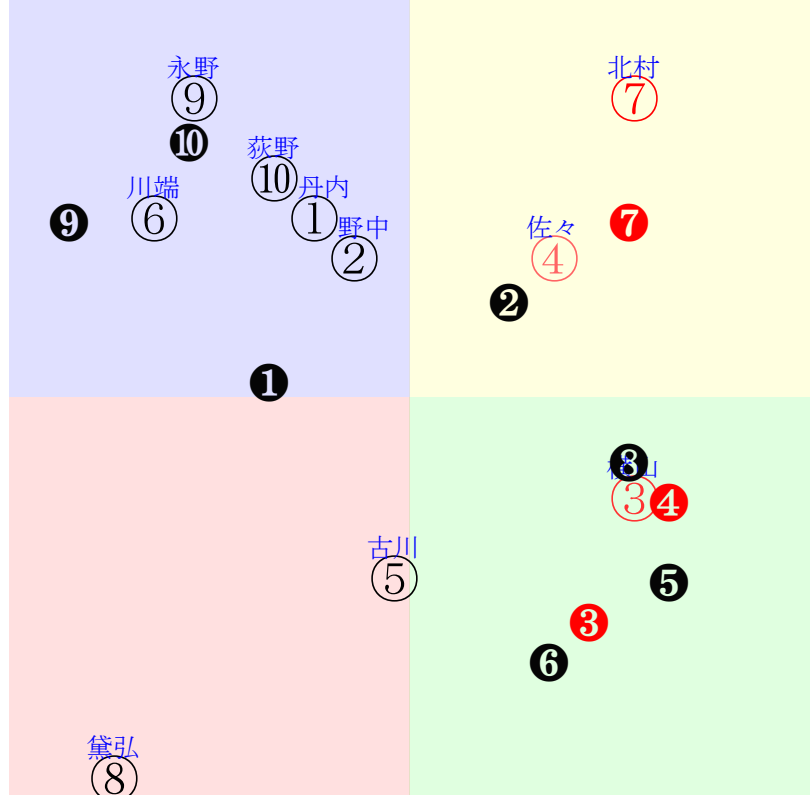 永野
⑨
❿
北村
⑦
荻野
⑩
川端
⑥
丹内
①
野中
②
❾
佐々
④
❼
❷
❶
❽
山
③
❹
古川
⑤
❺
❸
❻
黛弘
⑧